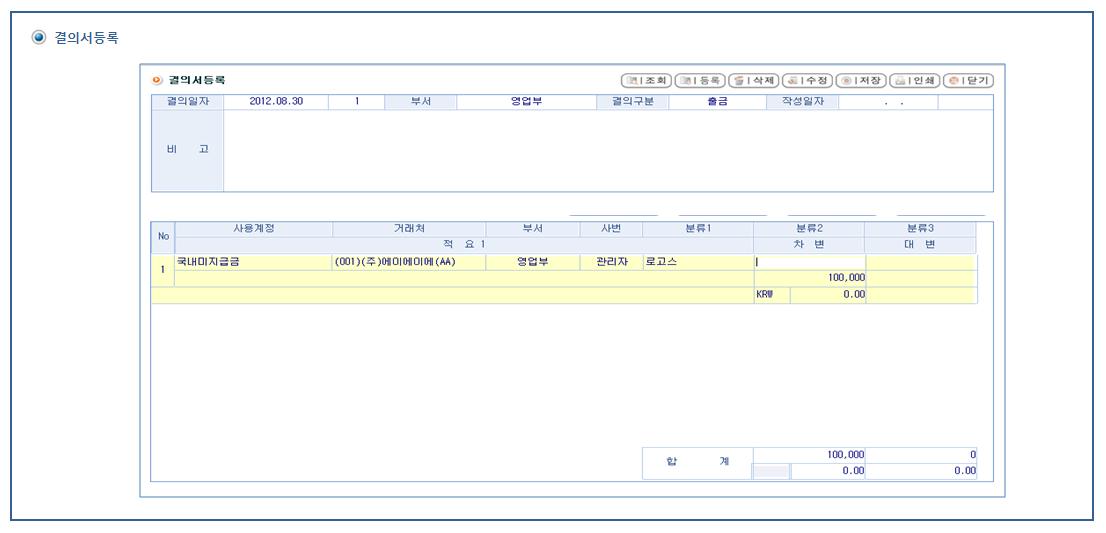 결의서등록
결의서등록 조회 등록 삭제 수정 저장 인쇄 닫기
결의일자 2012.08.30 1 부서 영업부 결의구분 출금 작성일자 . .
비 고
No 사용계정 거래처 부서 사번 분류1 분류2 분류3
적 요 1 차 변 대 변
1 국내미지급금 (001)(주)에이에이에(AA) 영업부 관리자 로고스
100,000
KRW 0.00
합 계 100,000 0
0.00 0.00